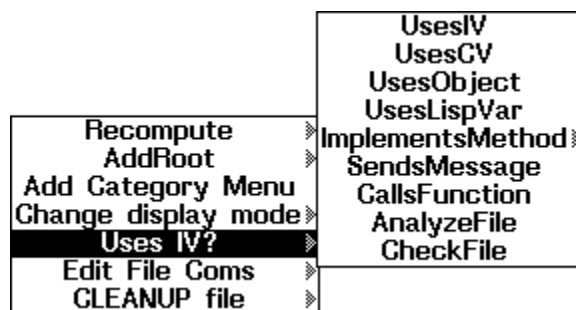 Recompute
AddRoot
Add Category Menu
Change display mode
Uses IV?
Edit File Coms
CLEANUP file
UsesIV
UsesCV
UsesObject
UsesLispVar
ImplementsMethod
SendsMessage
CallsFunction
AnalyzeFile
CheckFile